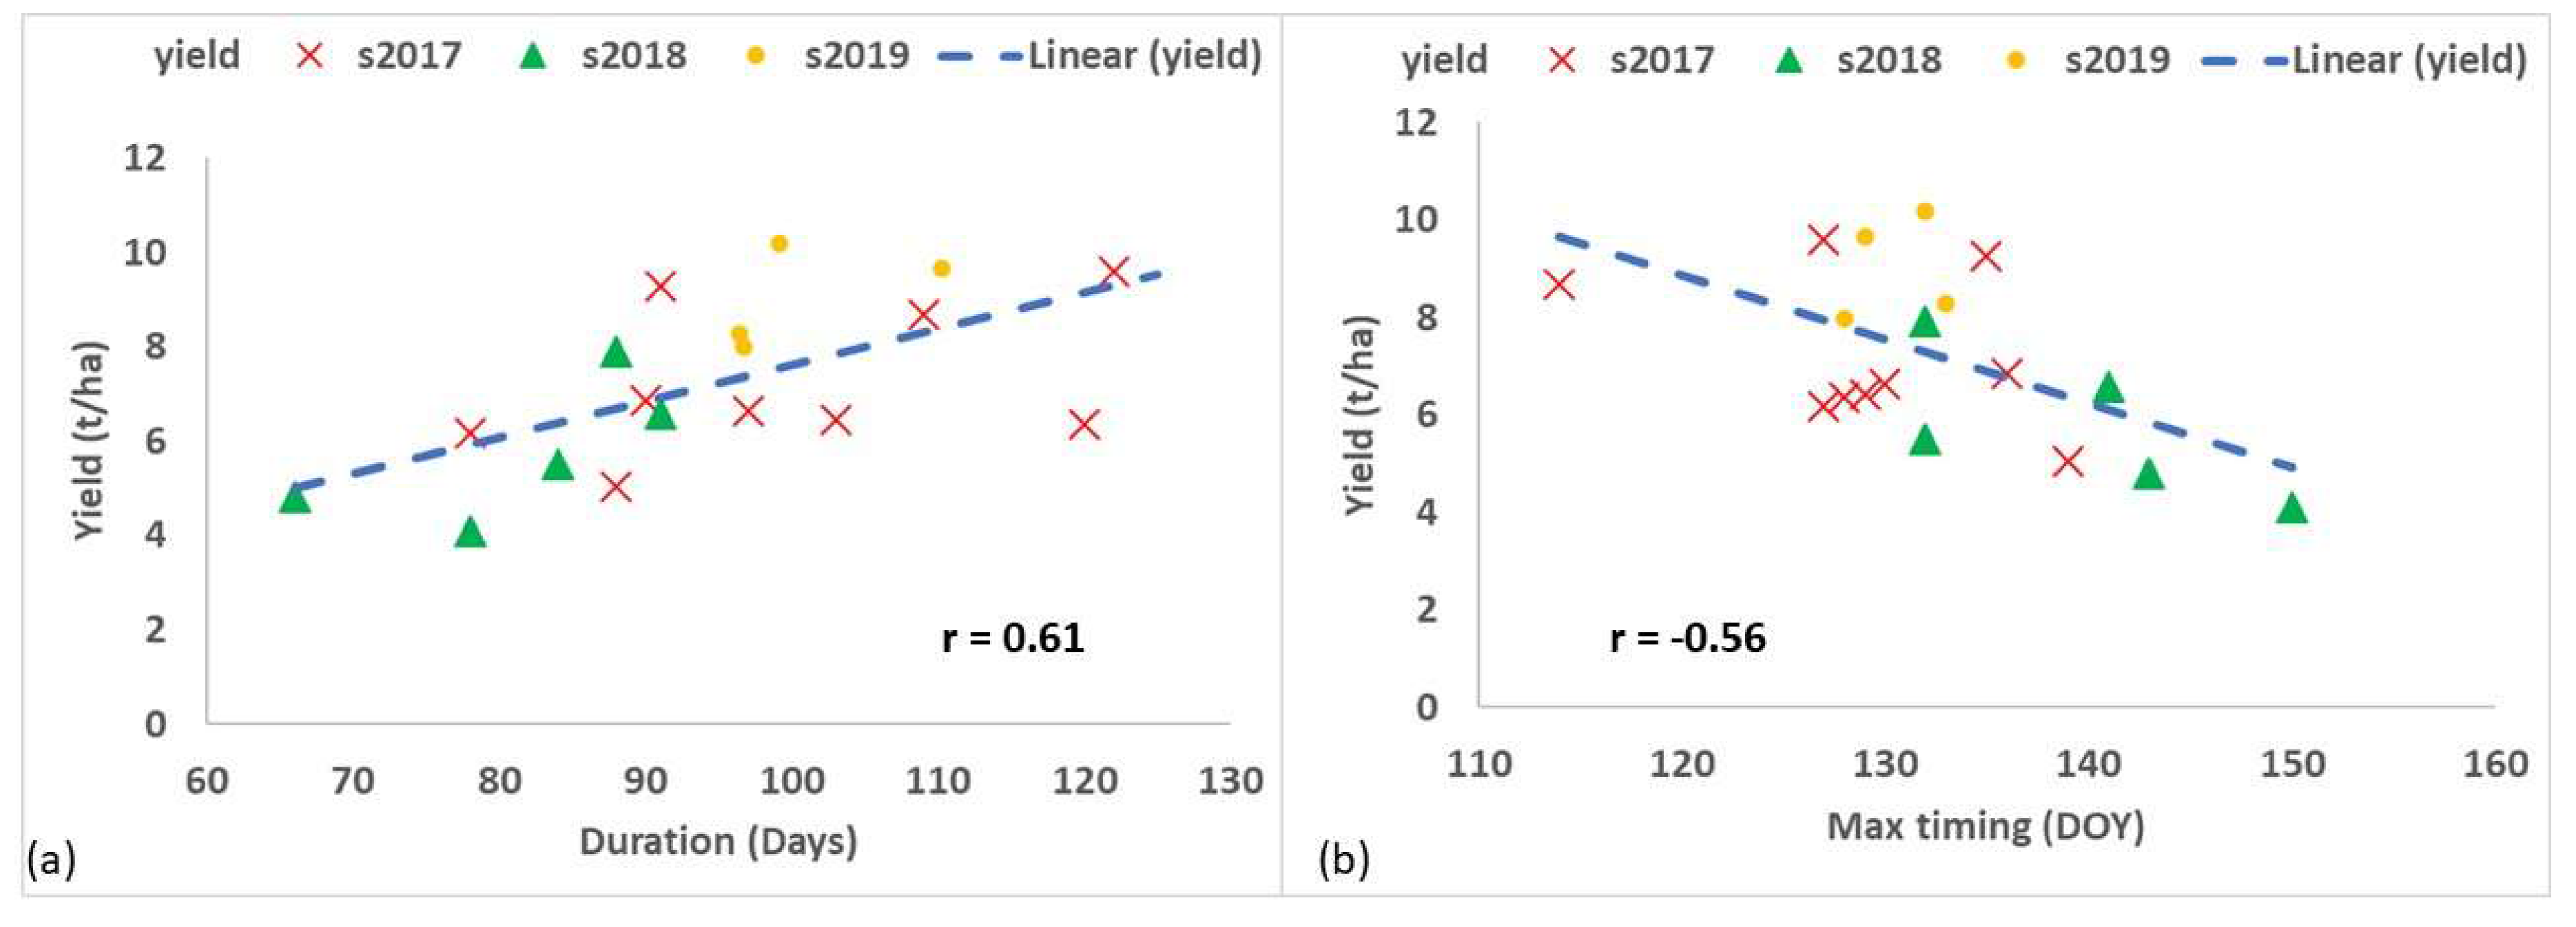 yield s2017 s2018 s2019 Linear (yield)
12
10
8
6
4
2
0
Yield (t/ha)
r = 0.61
60 70 80 90 100 110 120 130
Duration (Days)
(a)
yield s2017 s2018 s2019 Linear (yield)
12
10
8
6
4
2
0
Yield (t/ha)
r = -0.56
110 120 130 140 150 160
Max timing (DOY)
(b)